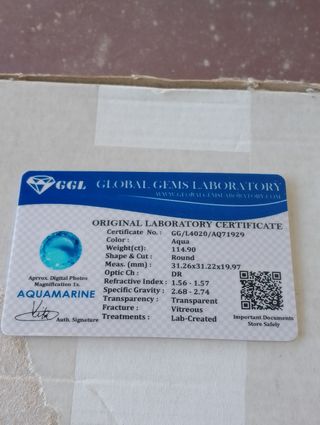 GGL GLOBAL GEMS LABORATORY
WWW.GLOBALGEMSLABORATORY.COM
ORIGINAL LABORATORY CERTIFICATE
Certificate No. : GG/L4020/AQ71929
Color : Aqua
Weight(ct) : 114.90
Shape & Cut : Round
Meas. (mm) : 31.26x31.22x19.97
Optic Ch : DR
Refractive Index : 1.56 - 1.57
Specific Gravity : 2.68 - 2.74
Transparency : Transparent
Fracture : Vitreous
Treatments : Lab-Created
Aprox. Digital Photos
Magnification 1x.
AQUAMARINE
Auth. Signature
Important Documents
Store Safely